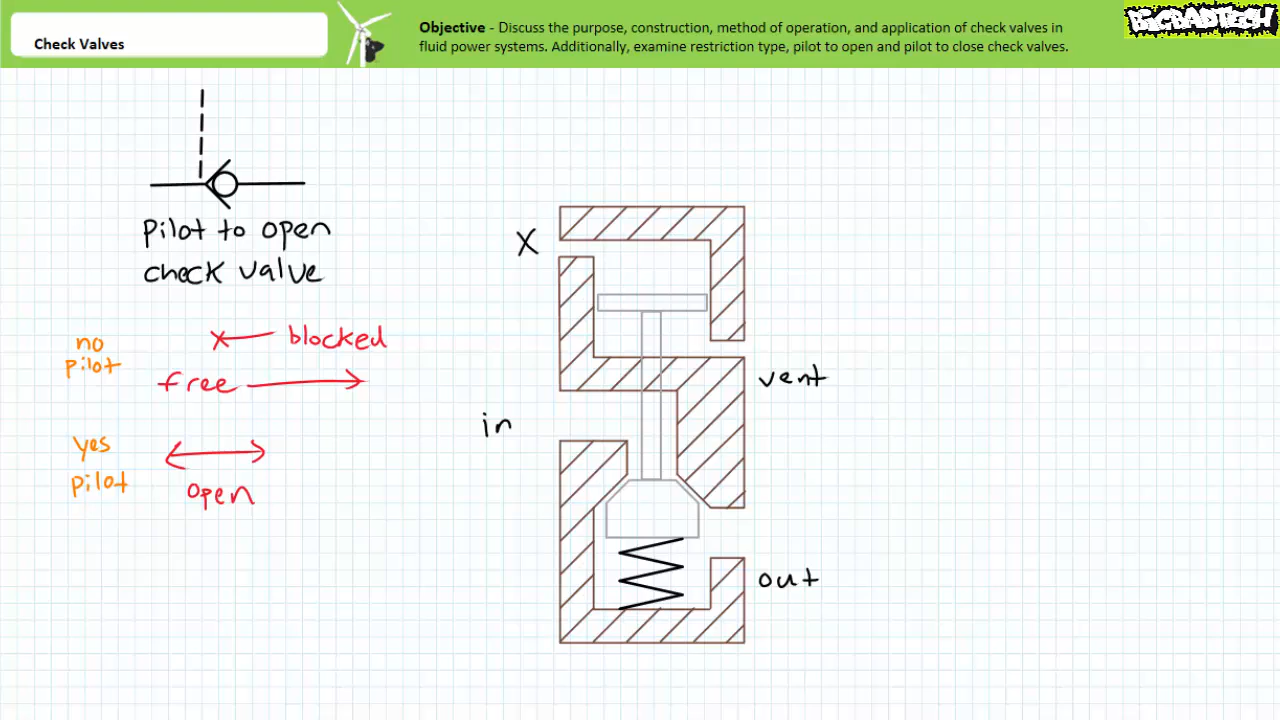 Check Valves
Objective - Discuss the purpose, construction, method of operation, and application of check valves in
fluid power systems. Additionally, examine restriction type, pilot to open and pilot to close check valves.
BIGBADTECH
Pilot to open
check valve
no
pilot
x blocked
free
yes
pilot
open
X
vent
in
out